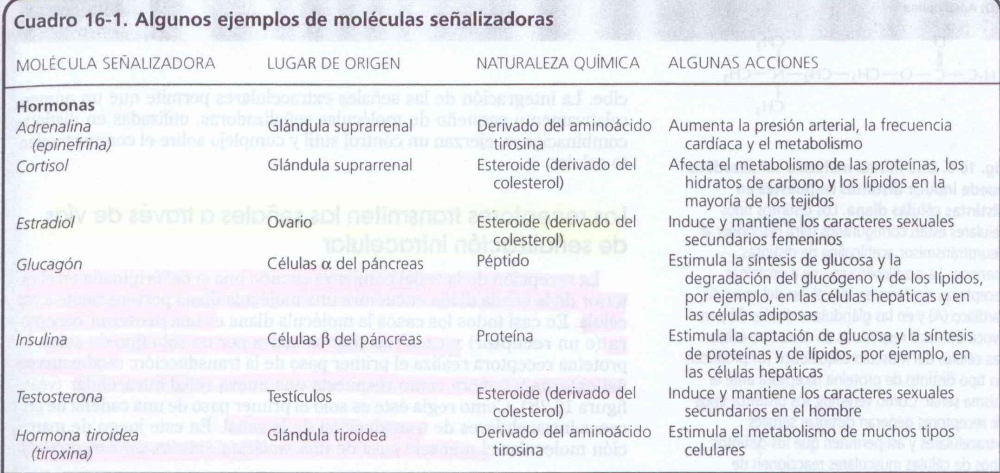 Cuadro 16-1. Algunos ejemplos de moléculas señalizadoras
MOLÉCULA SEÑALIZADORA LUGAR DE ORIGEN NATURALEZA QUÍMICA ALGUNAS ACCIONES
Hormonas
Adrenalina Glándula suprarrenal Derivado del aminoácido Aumenta la presión arterial, la frecuencia
(epinefrina) tirosina cardíaca y el metabolismo
Cortisol Glándula suprarrenal Esteroide (derivado del Afecta el metabolismo de las proteínas, los
colesterol) hidratos de carbono y los lípidos en la
mayoría de los tejidos
Estradiol Ovario Esteroide (derivado del Induce y mantiene los caracteres sexuales
colesterol) secundarios femeninos
Glucagón Células α del páncreas Péptido Estimula la síntesis de glucosa y la
degradación del glucógeno y de los lípidos,
por ejemplo, en las células hepáticas y en
las células adiposas
Insulina Células β del páncreas Proteína Estimula la captación de glucosa y la síntesis
de proteínas y de lípidos, por ejemplo, en
las células hepáticas
Testosterona Testículos Esteroide (derivado del Induce y mantiene los caracteres sexuales
colesterol) secundarios en el hombre
Hormona tiroidea Glándula tiroidea Derivado del aminoácido Estimula el metabolismo de muchos tipos
(tiroxina) tirosina celulares